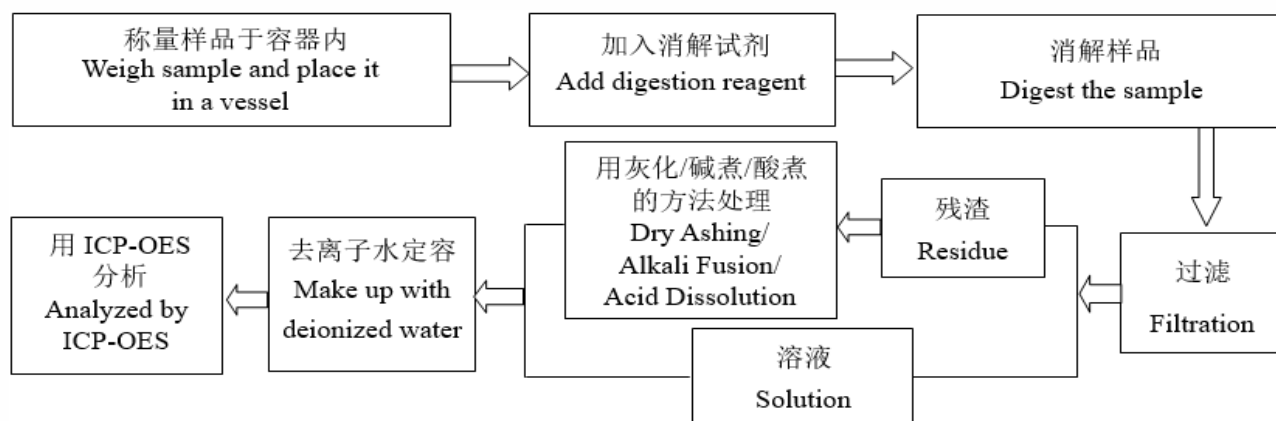 称量样品于容器内
Weigh sample and place it
in a vessel
加入消解试剂
Add digestion reagent
消解样品
Digest the sample
过滤
Filtration
残渣
Residue
用灰化/碱煮/酸煮
的方法处理
Dry Ashing/
Alkali Fusion/
Acid Dissolution
溶液
Solution
去离子水定容
Make up with
deionized water
用 ICP-OES
分析
Analyzed by
ICP-OES